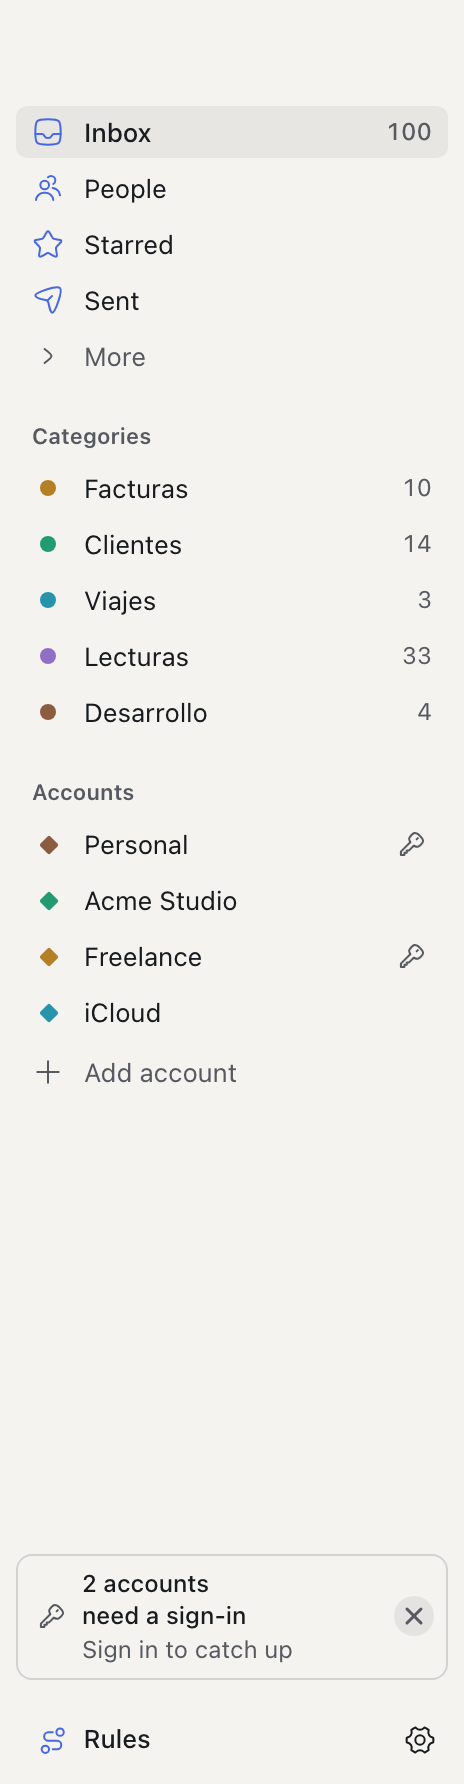 Inbox 100
People
Starred
Sent
More
Categories
Facturas 10
Clientes 14
Viajes 3
Lecturas 33
Desarrollo 4
Accounts
Personal
Acme Studio
Freelance
iCloud
Add account
2 accounts
need a sign-in
Sign in to catch up
Rules